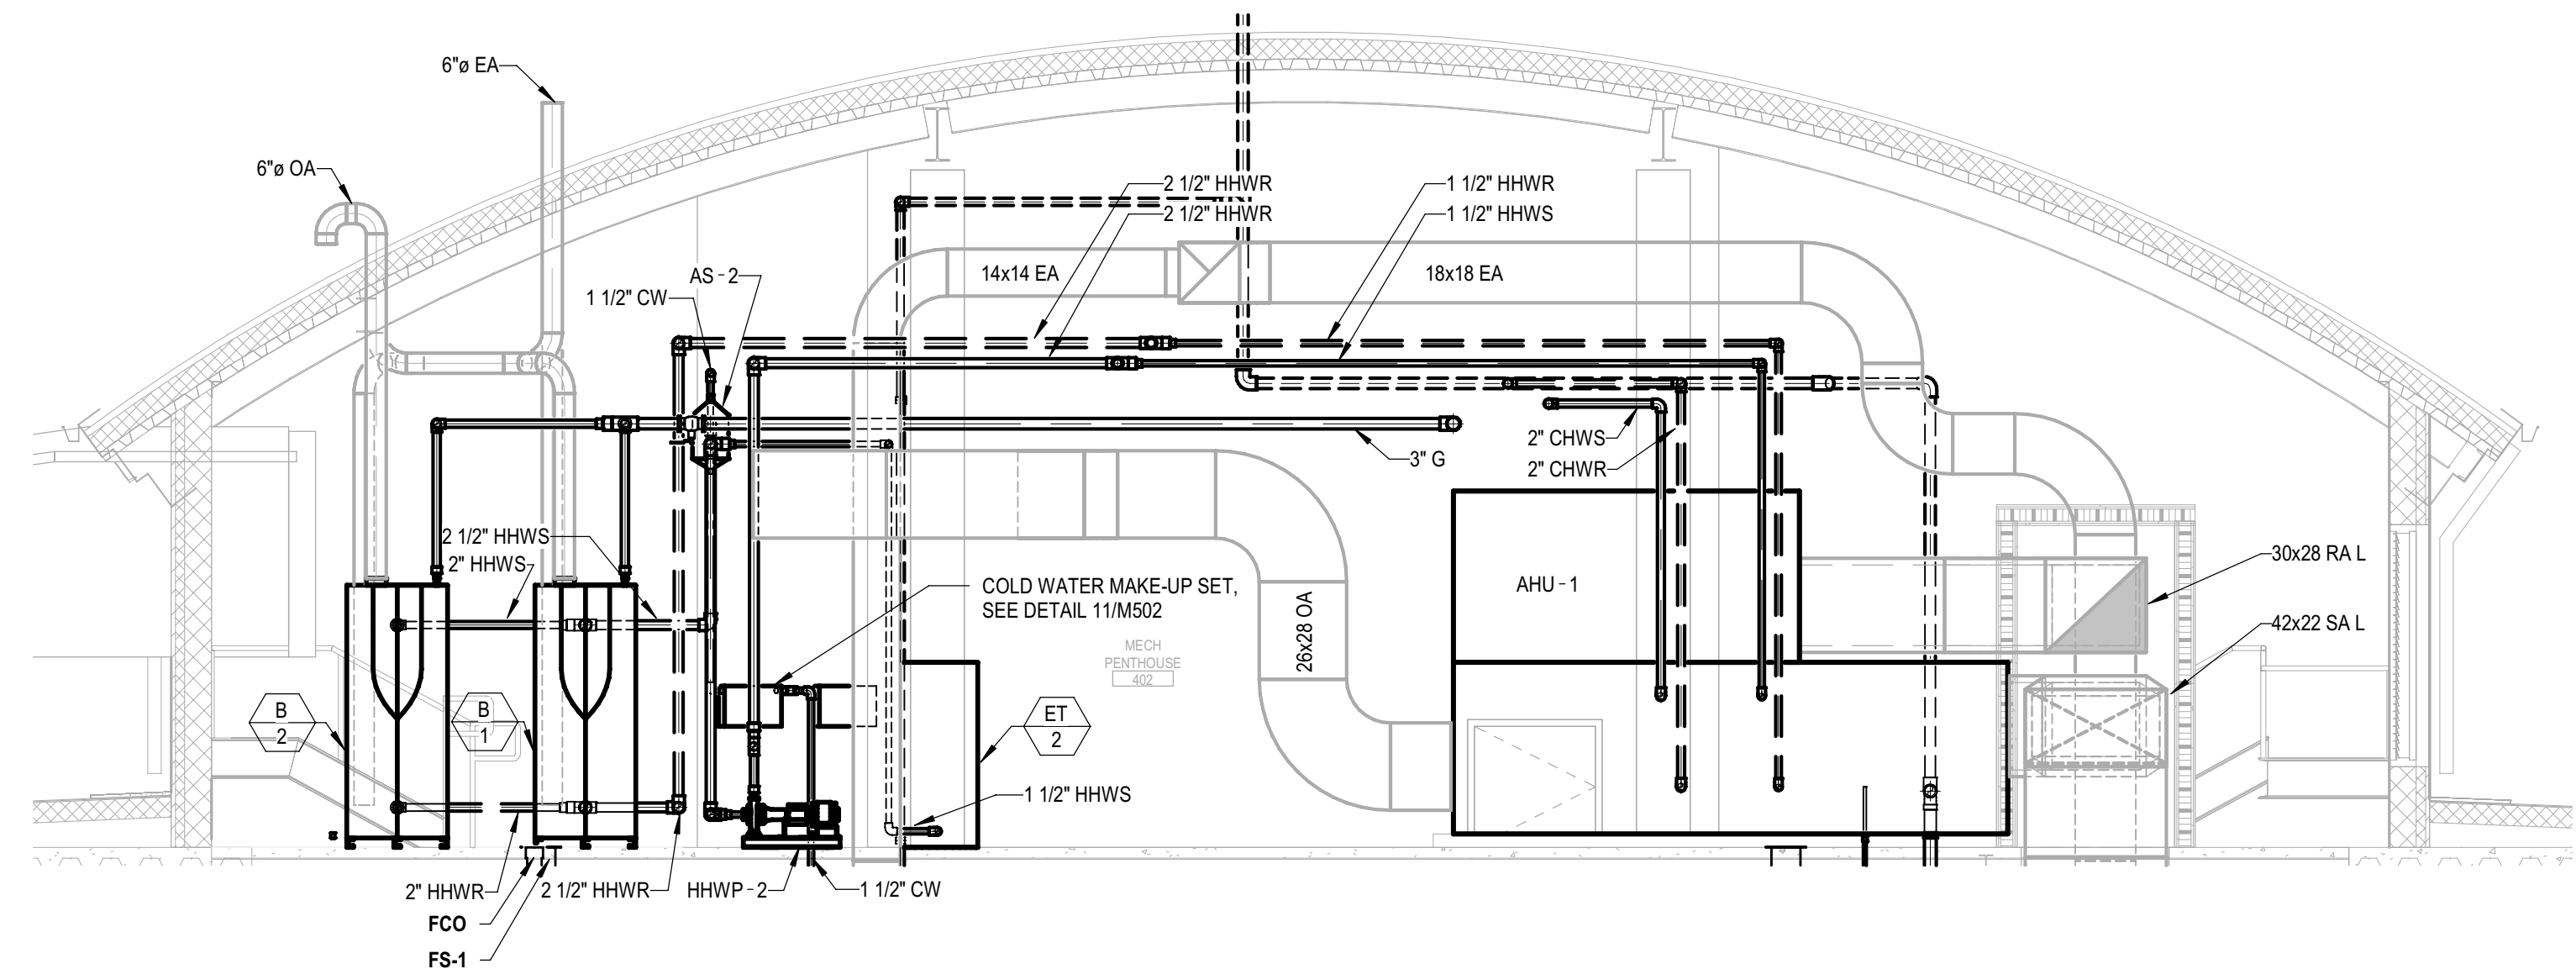 6"ø EA
6"ø OA
2 1/2" HHWR
1 1/2" HHWR
2 1/2" HHWR
1 1/2" HHWS
AS-2
14x14 EA
18x18 EA
1 1/2" CW
2" CHWS
3" G
2" CHWR
2 1/2" HHWS
2" HHWS
30x28 RA L
COLD WATER MAKE-UP SET,
SEE DETAIL 11/M502
AHU-1
26x28 OA
42x22 SA L
MECH
PENTHOUSE
402
B
2
B
1
ET
2
1 1/2" HHWS
2" HHWR
2 1/2" HHWR
HHWP-2
1 1/2" CW
FCO
FS-1